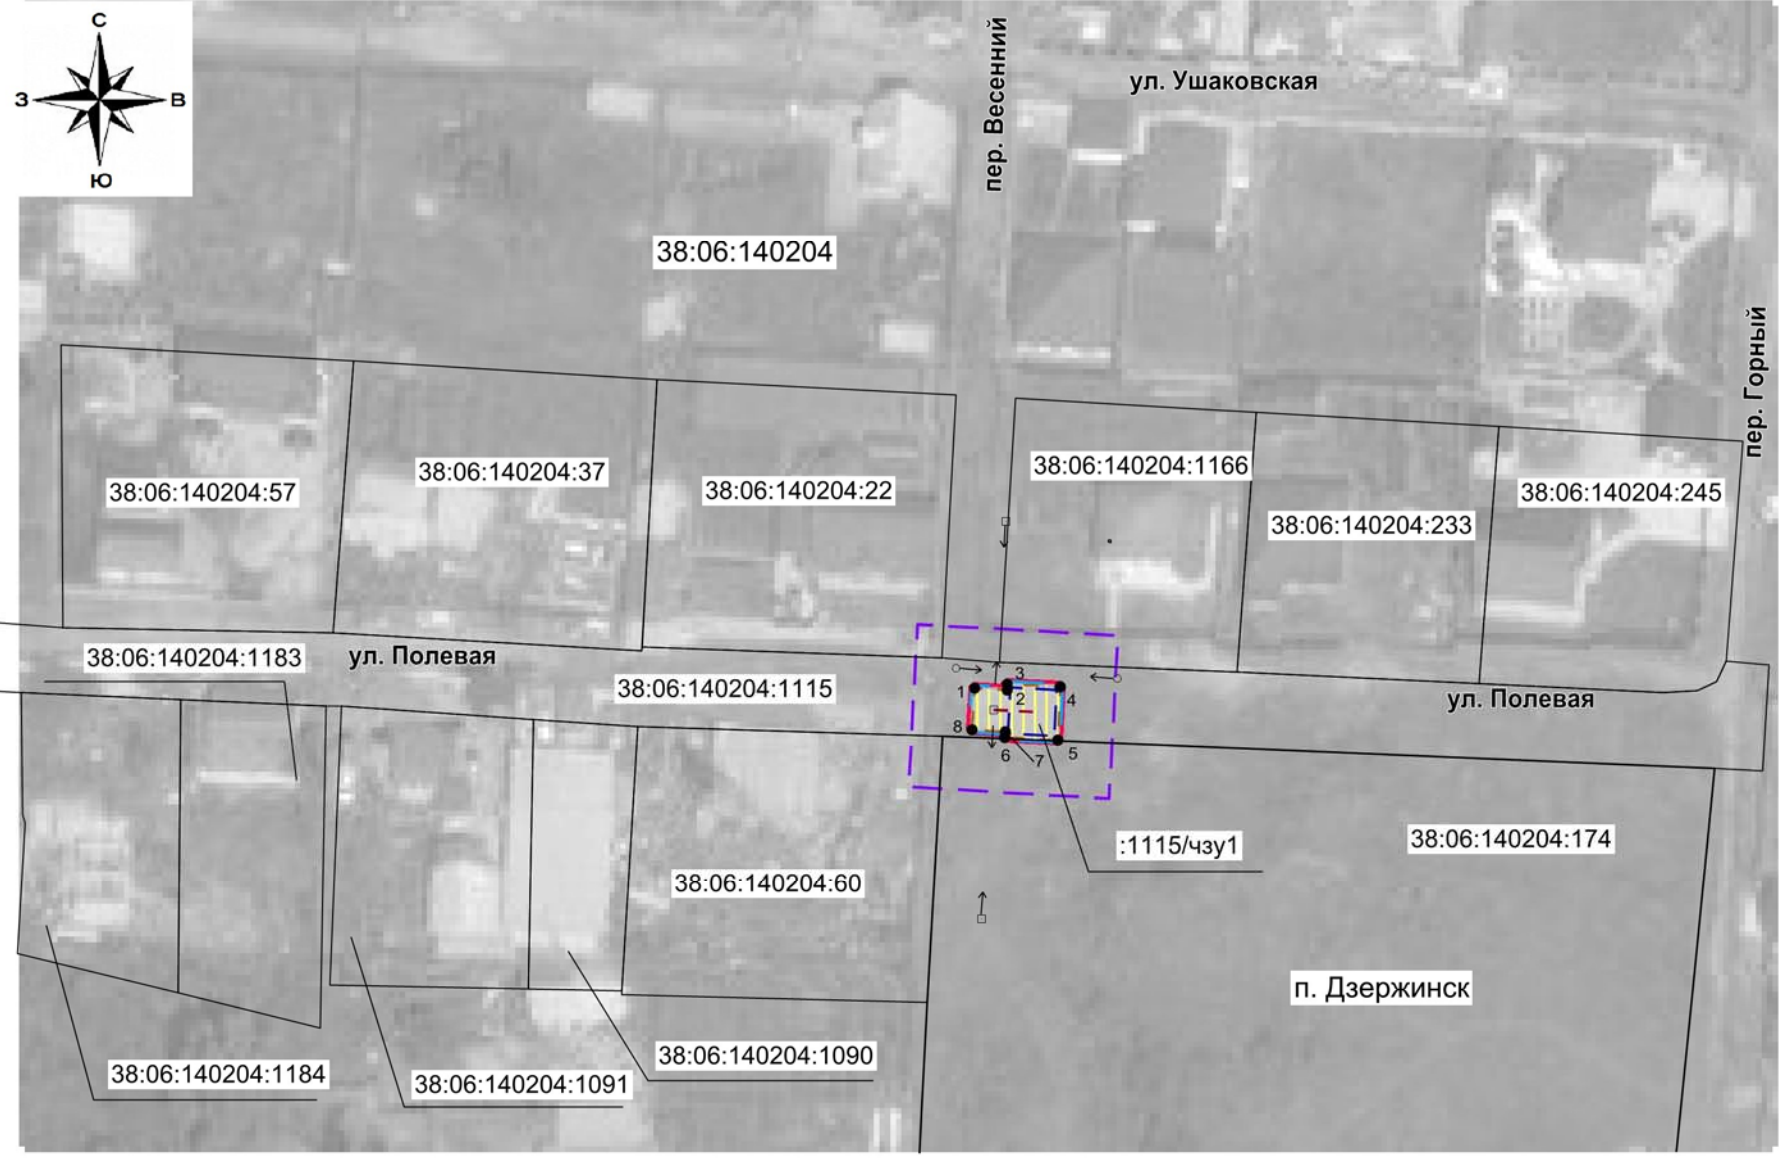 С
З
В
Ю
пер. Весенний
ул. Ушаковская
38:06:140204
пер. Горный
38:06:140204:57
38:06:140204:37
38:06:140204:22
38:06:140204:1166
38:06:140204:233
38:06:140204:245
38:06:140204:1183
ул. Полевая
38:06:140204:1115
1
2
3
4
5
6
7
8
ул. Полевая
:1115/чзу1
38:06:140204:174
38:06:140204:60
п. Дзержинск
38:06:140204:1184
38:06:140204:1091
38:06:140204:1090